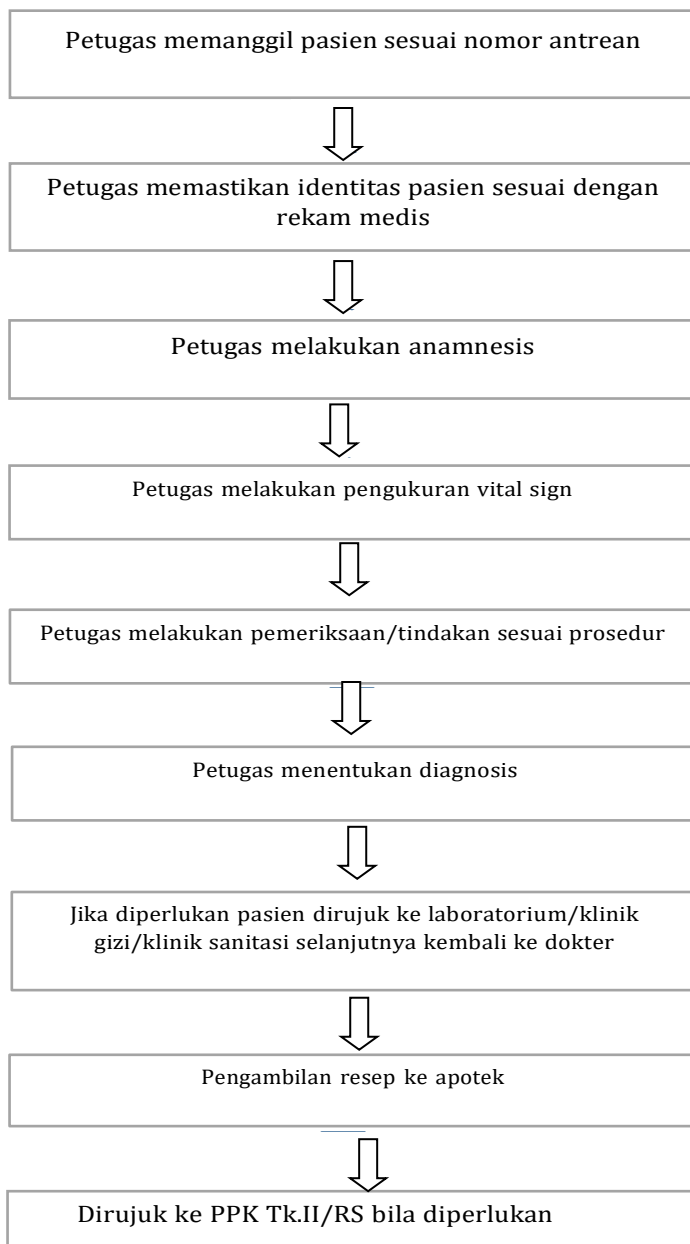 Petugas memanggil pasien sesuai nomor antrean
Petugas memastikan identitas pasien sesuai dengan
rekam medis
Petugas melakukan anamnesis
Petugas melakukan pengukuran vital sign
Petugas melakukan pemeriksaan/tindakan sesuai prosedur
Petugas menentukan diagnosis
Jika diperlukan pasien dirujuk ke laboratorium/klinik
gizi/klinik sanitasi selanjutnya kembali ke dokter
Pengambilan resep ke apotek
Dirujuk ke PPK Tk.II/RS bila diperlukan